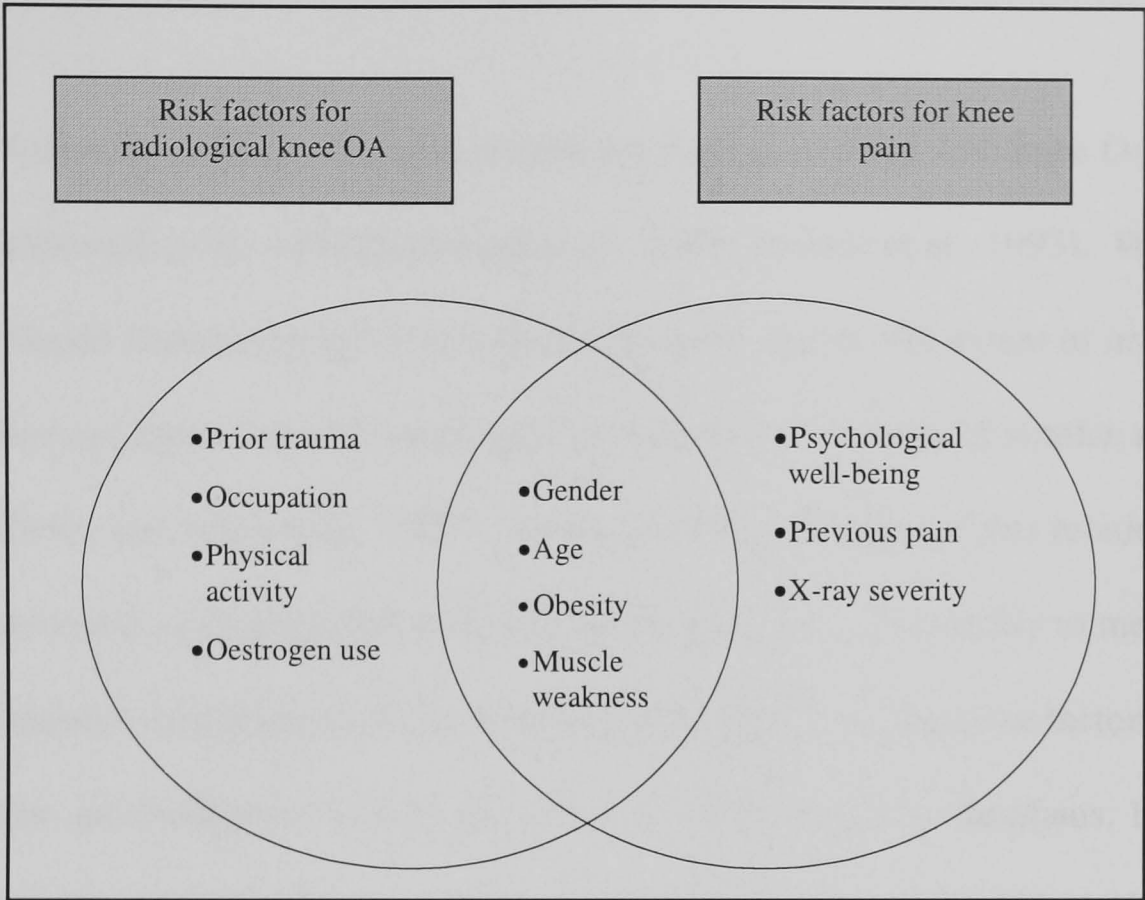 Risk factors for
radiological knee OA
Risk factors for knee
pain
•Prior trauma
•Occupation
•Physical
activity
•Oestrogen use
•Gender
•Age
•Obesity
•Muscle
weakness
•Psychological
well-being
•Previous pain
•X-ray severity